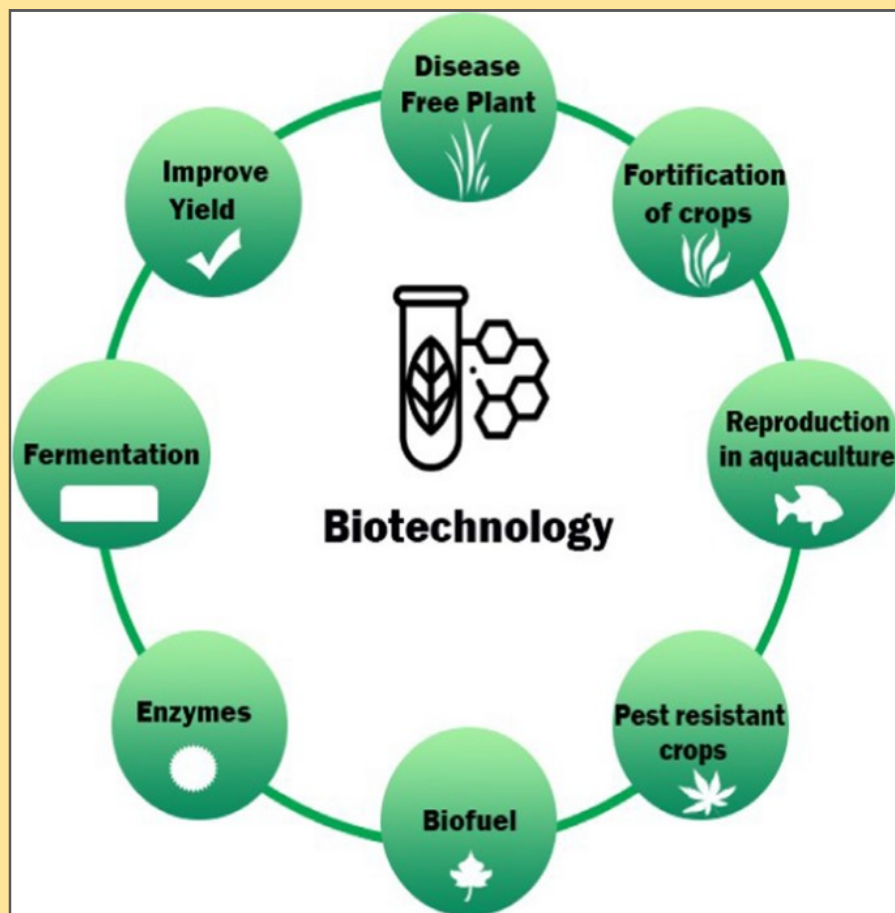 Disease
Free Plant
Fortification
of crops
Reproduction
in aquaculture
Pest resistant
crops
Biofuel
Enzymes
Fermentation
Improve
Yield
Biotechnology